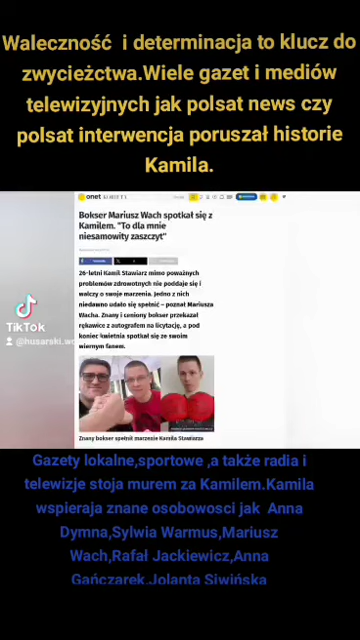 Waleczność i determinacja to klucz do
zwycieżctwa.Wiele gazet i mediów
telewizyjnych jak polsat news czy
polsat interwencja poruszał historie
Kamila.
onet
Bokser Mariusz Wach spotkał się z
Kamilem. "To dla mnie
niesamowity zaszczyt"
26-letni Kamil Stawiarz mimo poważnych
problemów zdrowotnych nie poddaje się i
walczy o swoje marzenia. Jedno z nich
niedawno udało się spełnić – poznał Mariusza
Wacha. Znany i ceniony bokser przekazał
rękawice z autografem na licytację, a pod
koniec kwietnia spotkał się ze swoim
wiernym fanem.
TikTok
@husarski.wo
Znany bokser spełnił marzenie Kamila Stawiarza
Gazety lokalne,sportowe ,a także radia i
telewizje stoja murem za Kamilem.Kamila
wspieraja znane osobowosci jak Anna
Dymna,Sylwia Warmus,Mariusz
Wach,Rafał Jackiewicz,Anna
Gańczarek,Jolanta Siwińska